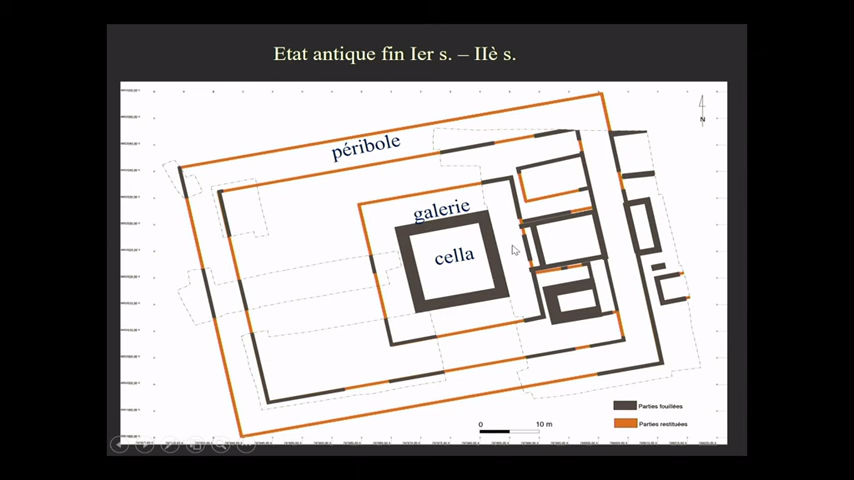 Etat antique fin Ier s. – IIè s.
N
péribole
galerie
cella
Parties fouillées
0 10 m
Parties restituées